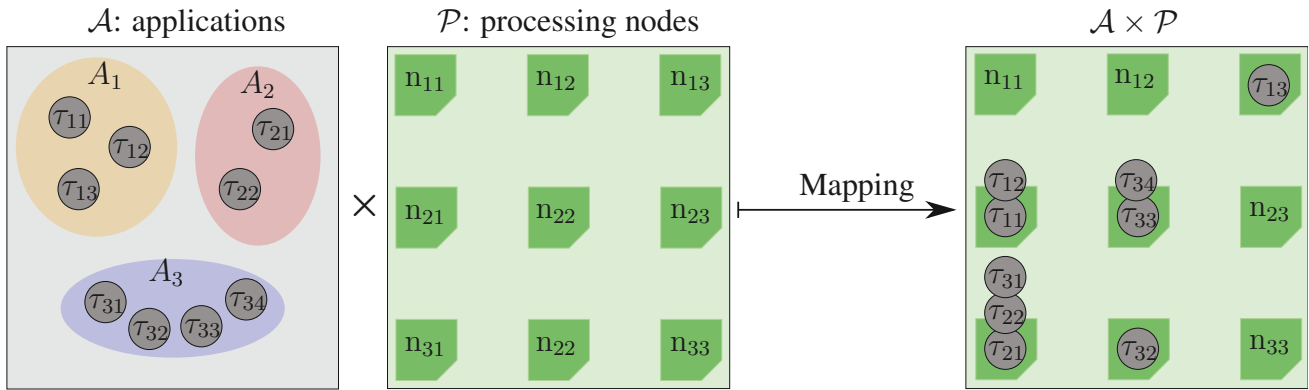 𝒜: applications
𝒫: processing nodes
𝒜 × 𝒫
A₁
A₂
τ₁₁
τ₁₂
τ₁₃
τ₂₁
τ₂₂
A₃
τ₃₁
τ₃₂
τ₃₃
τ₃₄
×
n₁₁ n₁₂ n₁₃
n₂₁ n₂₂ n₂₃
n₃₁ n₂₂ n₃₃
Mapping
n₁₁ n₁₂ τ₁₃
τ₁₂ τ₃₄
τ₁₁ τ₃₃ n₂₃
τ₃₁
τ₂₂
τ₂₁ τ₃₂ n₃₃